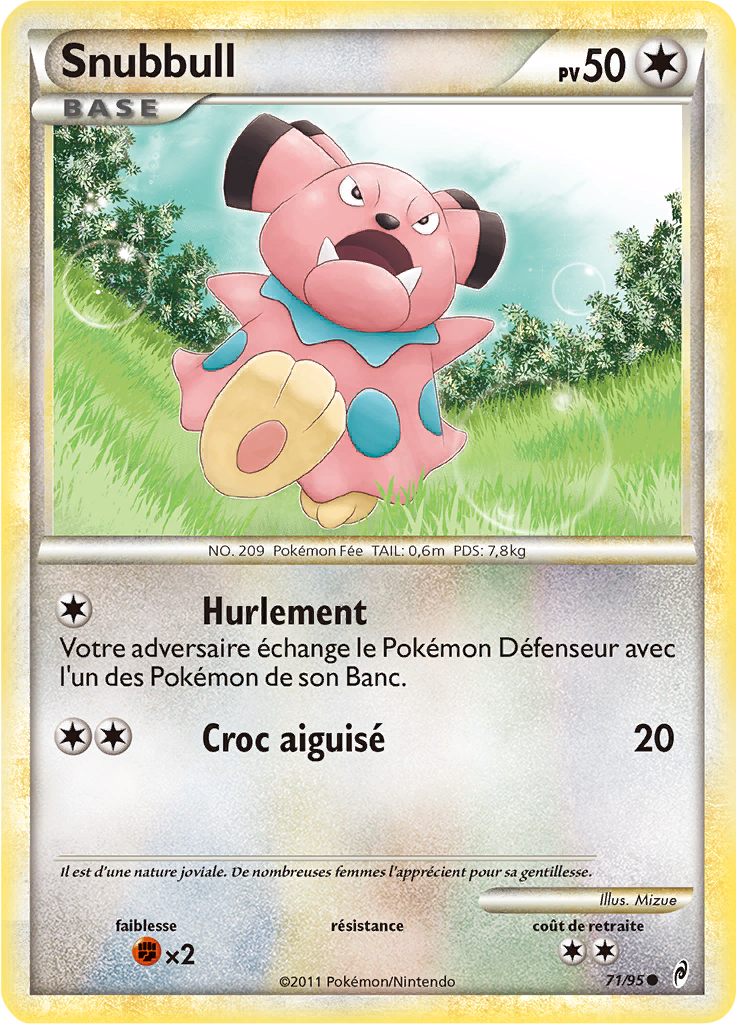 Snubbull
PV 50
BASE
NO. 209 Pokémon Fée TAIL: 0,6m PDS: 7,8kg
Hurlement
Votre adversaire échange le Pokémon Défenseur avec
l'un des Pokémon de son Banc.
Croc aiguisé 20
Il est d'une nature joviale. De nombreuses femmes l'apprécient pour sa gentillesse.
Illus. Mizue
faiblesse résistance coût de retraite
×2
©2011 Pokémon/Nintendo 71/95